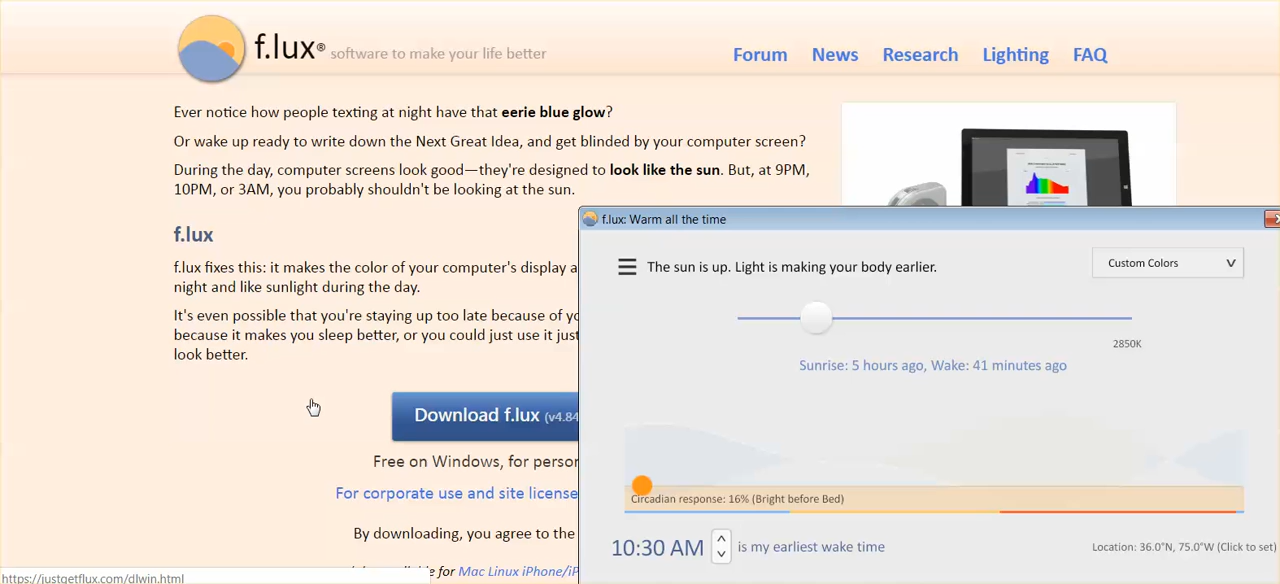 f.lux® software to make your life better
Forum News Research Lighting FAQ
Ever notice how people texting at night have that eerie blue glow?
Or wake up ready to write down the Next Great Idea, and get blinded by your computer screen?
During the day, computer screens look good—they're designed to look like the sun. But, at 9PM,
10PM, or 3AM, you probably shouldn't be looking at the sun.
f.lux
f.lux fixes this: it makes the color of your computer's display a
night and like sunlight during the day.
It's even possible that you're staying up too late because of yo
because it makes you sleep better, or you could just use it just
look better.
Download f.lux (v4.84
Free on Windows, for person
For corporate use and site license
By downloading, you agree to the
for Mac Linux iPhone/iP
https://justgetflux.com/dlwin.html
f.lux: Warm all the time
The sun is up. Light is making your body earlier.
Custom Colors
2850K
Sunrise: 5 hours ago, Wake: 41 minutes ago
Circadian response: 16% (Bright before Bed)
10:30 AM is my earliest wake time
Location: 36.0°N, 75.0°W (Click to set)